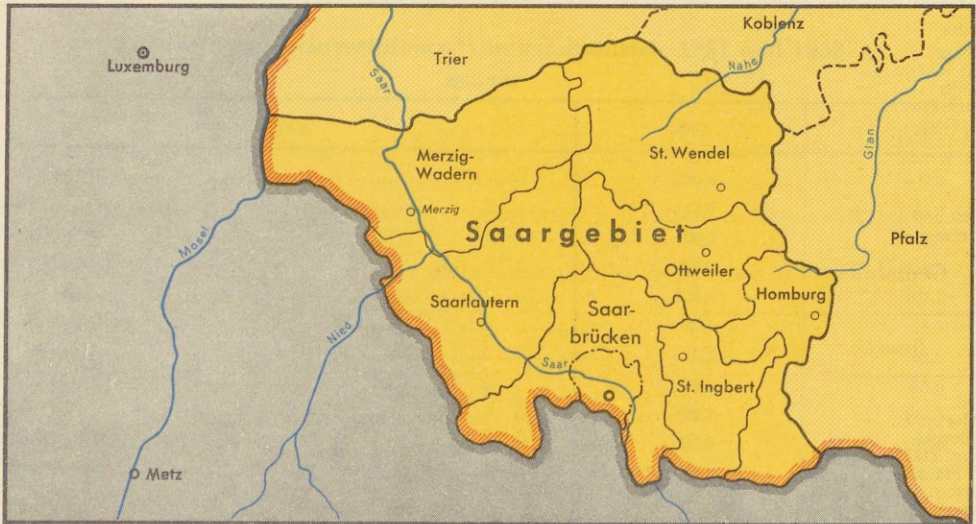 Koblenz
Luxemburg
Trier
Nahe
Saar
Glan
Merzig-
Wadern
St. Wendel
Merzig
Saargebiet
Mosel
Pfalz
Ottweiler
Saarlautern
Homburg
Saar-
brücken
Nied
Saar
St. Ingbert
Metz